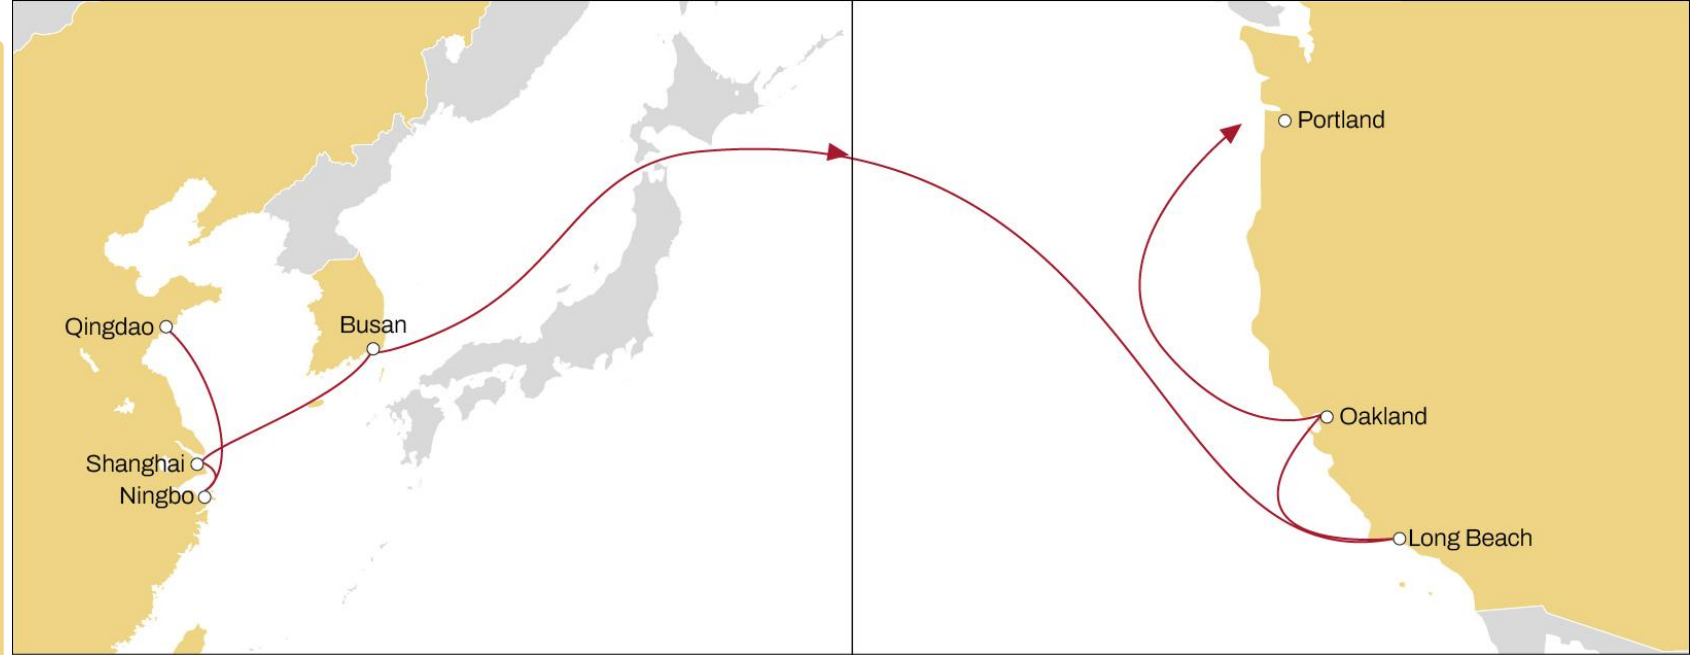 Portland
Busan
Qingdao
Oakland
Shanghai
Ningbo
Long Beach